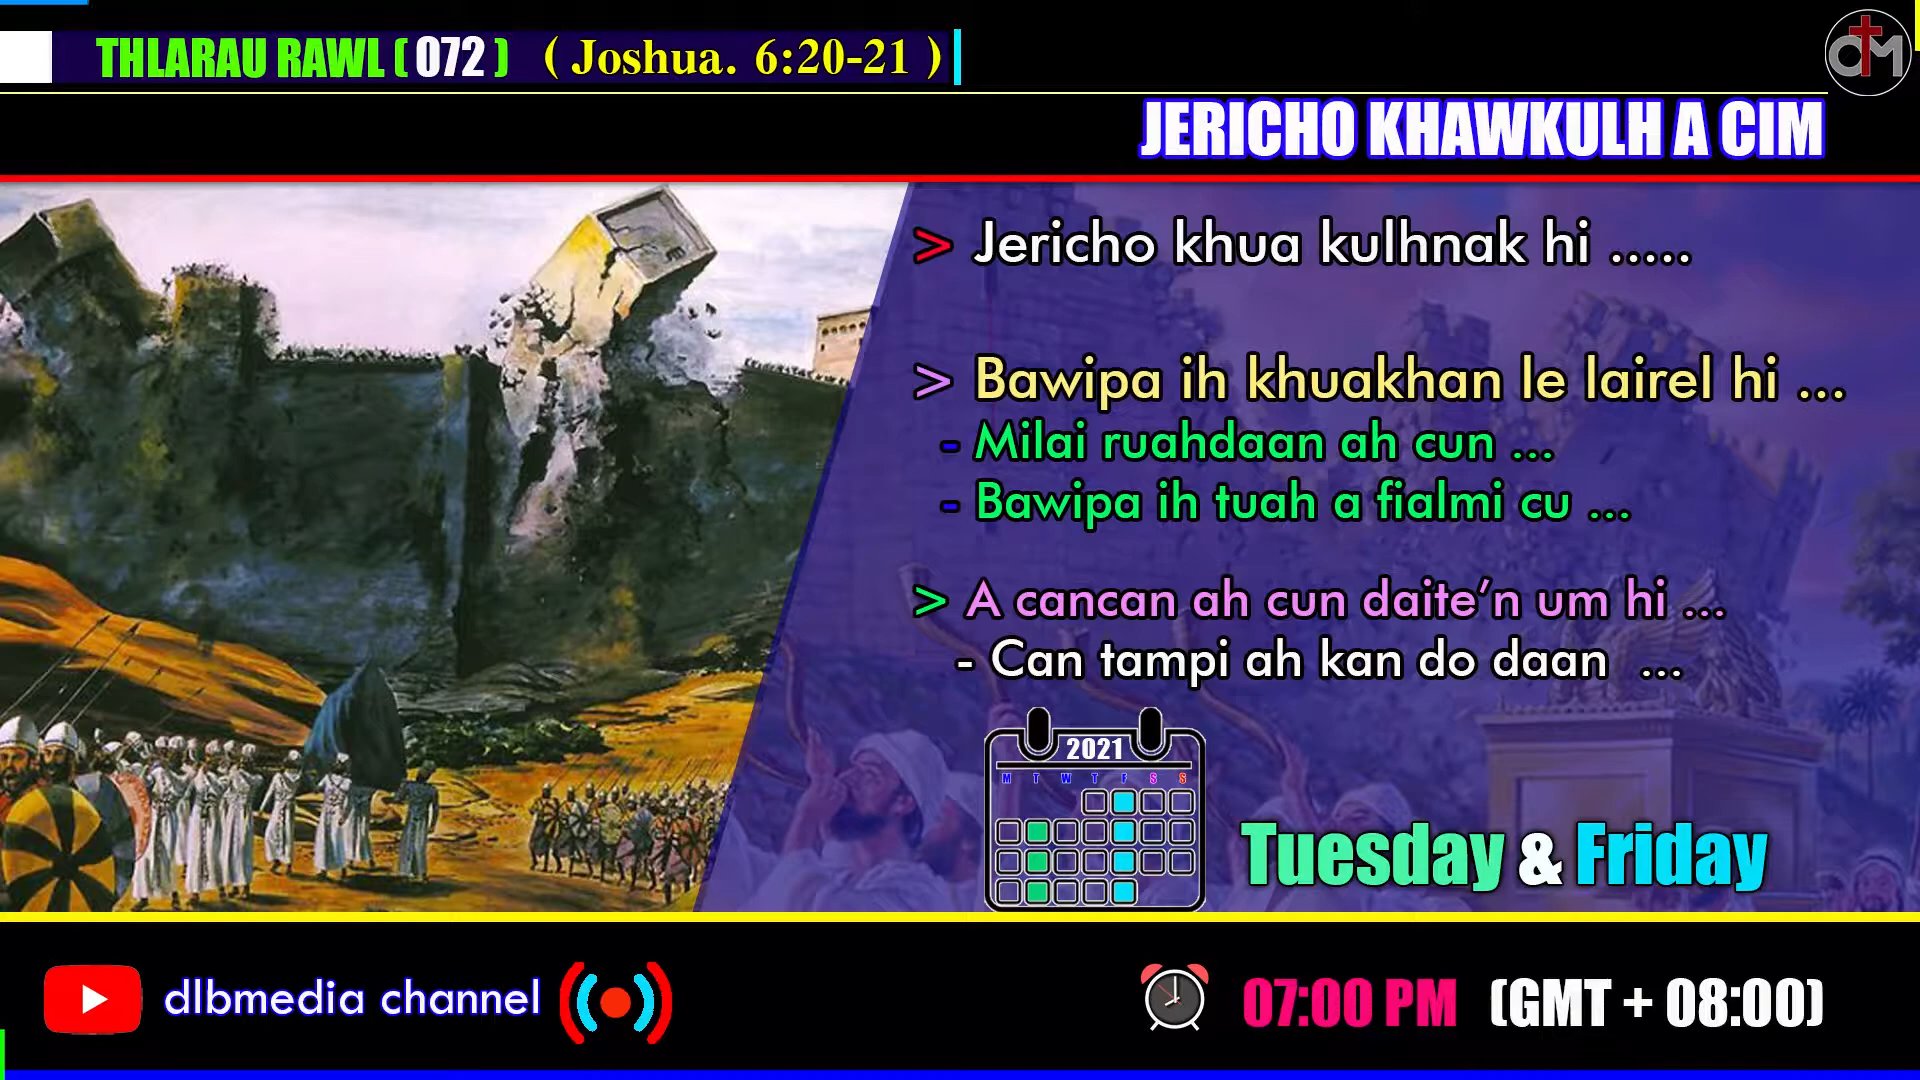 THLARAU RAWL ( 072 ) ( Joshua. 6:20-21 )
JERICHO KHAWKULH A CIM
> Jericho khua kulhnak hi .....
> Bawipa ih khuakhan le lairel hi ...
- Milai ruahdaan ah cun ...
- Bawipa ih tuah a fialmi cu ...
> A cancan ah cun daite’n um hi ...
- Can tampi ah kan do daan ...
2021
M T W T F S S
Tuesday & Friday
dlbmedia channel
07:00 PM (GMT + 08:00)